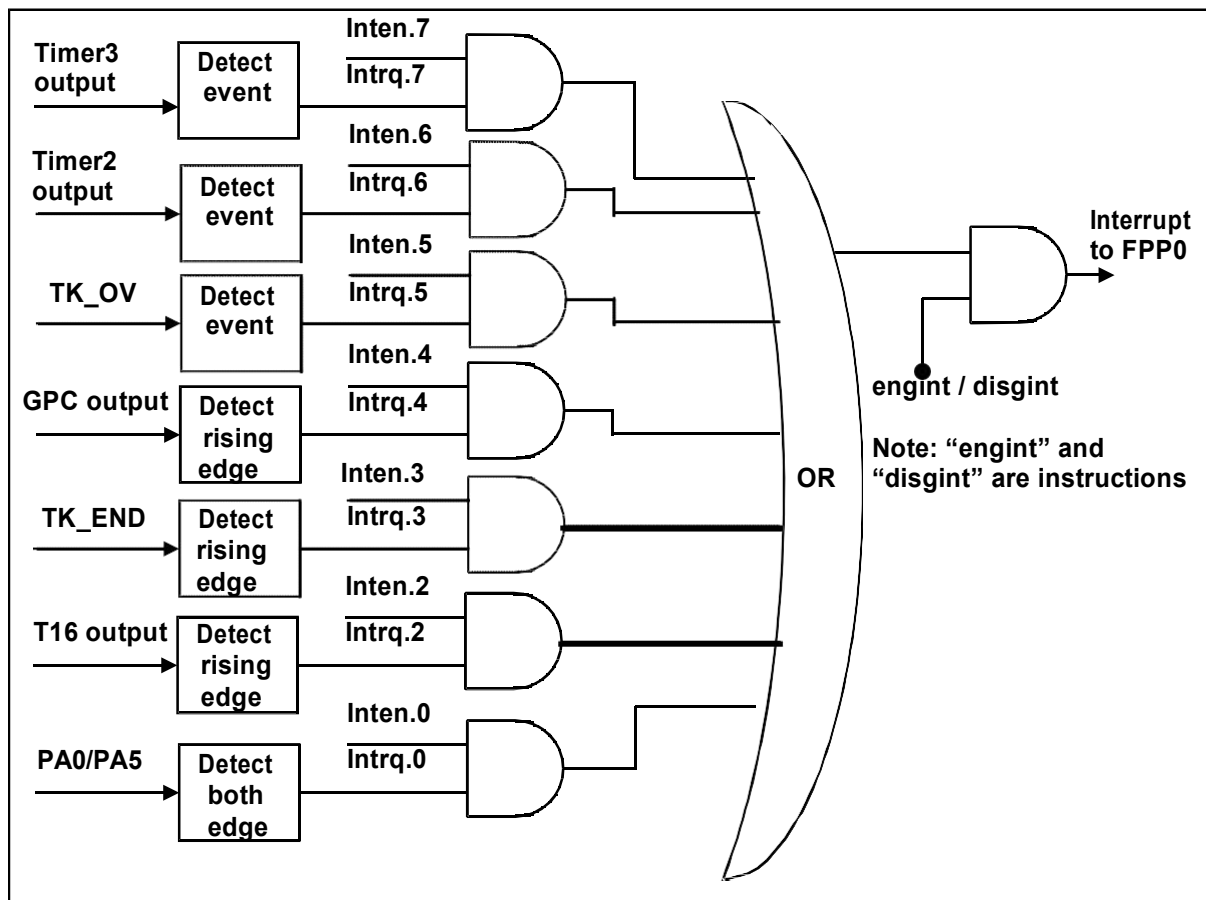 Timer3
output
Detect
event
Inten.7
Intrq.7
Timer2
output
Detect
event
Inten.6
Intrq.6
TK_OV
Detect
event
Inten.5
Intrq.5
GPC output
Detect
rising
edge
Inten.4
Intrq.4
TK_END
Detect
rising
edge
Inten.3
Intrq.3
T16 output
Detect
rising
edge
Inten.2
Intrq.2
PA0/PA5
Detect
both
edge
Inten.0
Intrq.0
OR
Interrupt
to FPP0
engint / disgint
Note: “engint” and
“disgint” are instructions